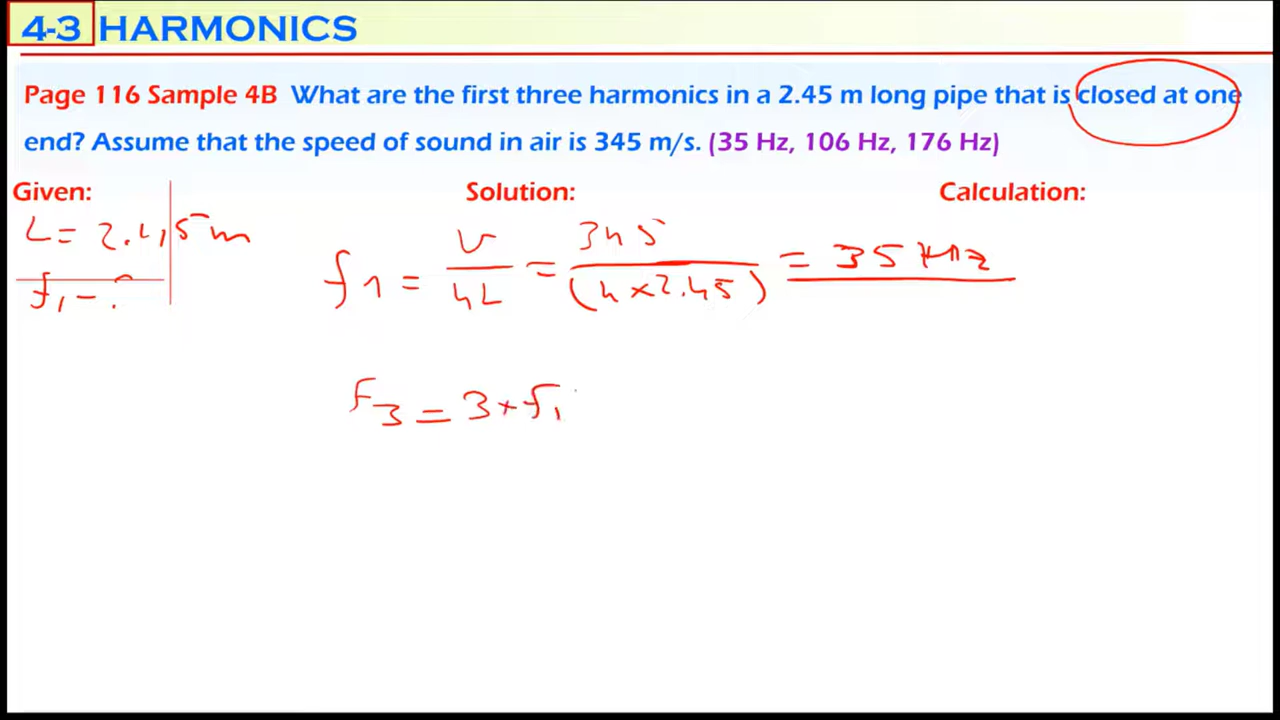 4-3 HARMONICS
Page 116 Sample 4B What are the first three harmonics in a 2.45 m long pipe that is closed at one
end? Assume that the speed of sound in air is 345 m/s. (35 Hz, 106 Hz, 176 Hz)
Given: Solution: Calculation:
L = 2.45 m
f1 - ?
f1 = v / 4L = 345 / (4 x 2.45) = 35 Hz
F3 = 3 * f1